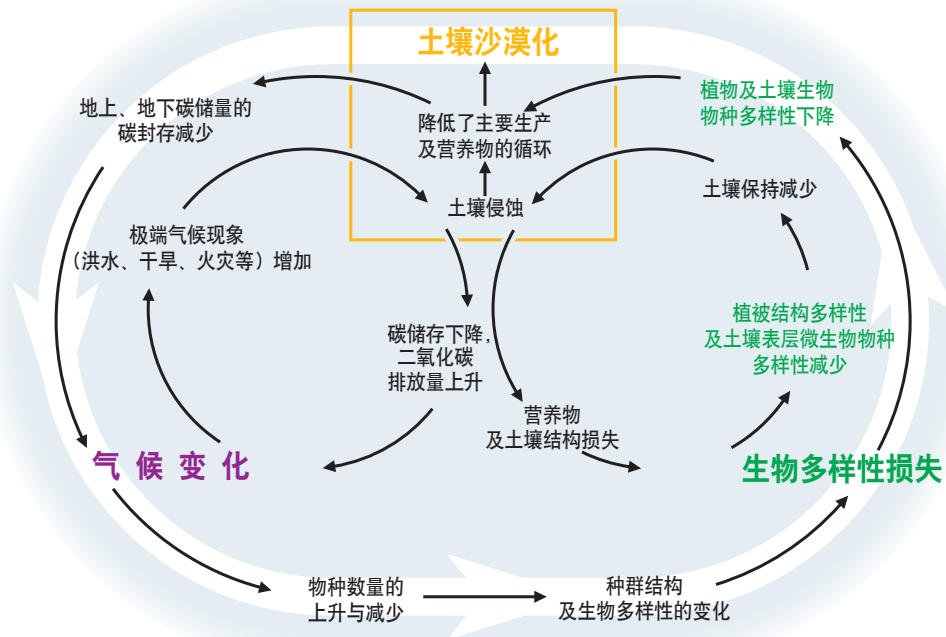 土壤沙漠化
地上、地下碳储量的
碳封存减少
降低了主要生产
及营养物的循环
植物及土壤生物
物种多样性下降
土壤侵蚀
土壤保持减少
极端气候现象
（洪水、干旱、火灾等）增加
碳储存下降，
二氧化碳
排放量上升
植被结构多样性
及土壤表层微生物物种
多样性减少
营养物
及土壤结构损失
气候变化
生物多样性损失
物种数量的
上升与减少
种群结构
及生物多样性的变化